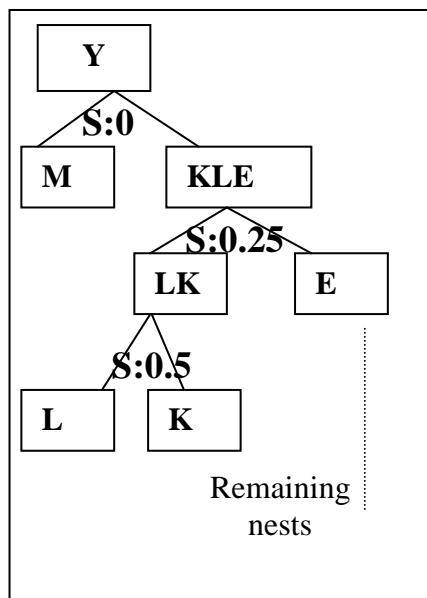 Y
S:0
M
KLE
S:0.25
LK
E
S:0.5
L
K
Remaining
nests